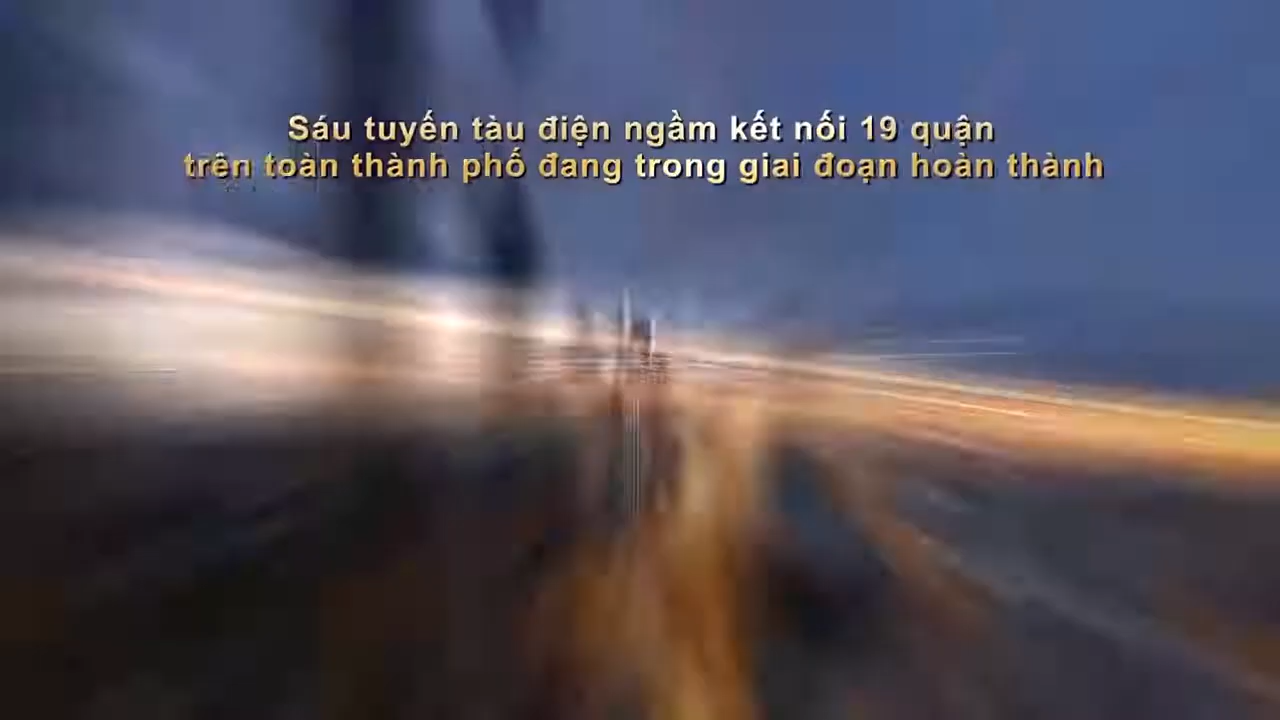 Sáu tuyến tàu điện ngầm kết nối 19 quận
trên toàn thành phố đang trong giai đoạn hoàn thành